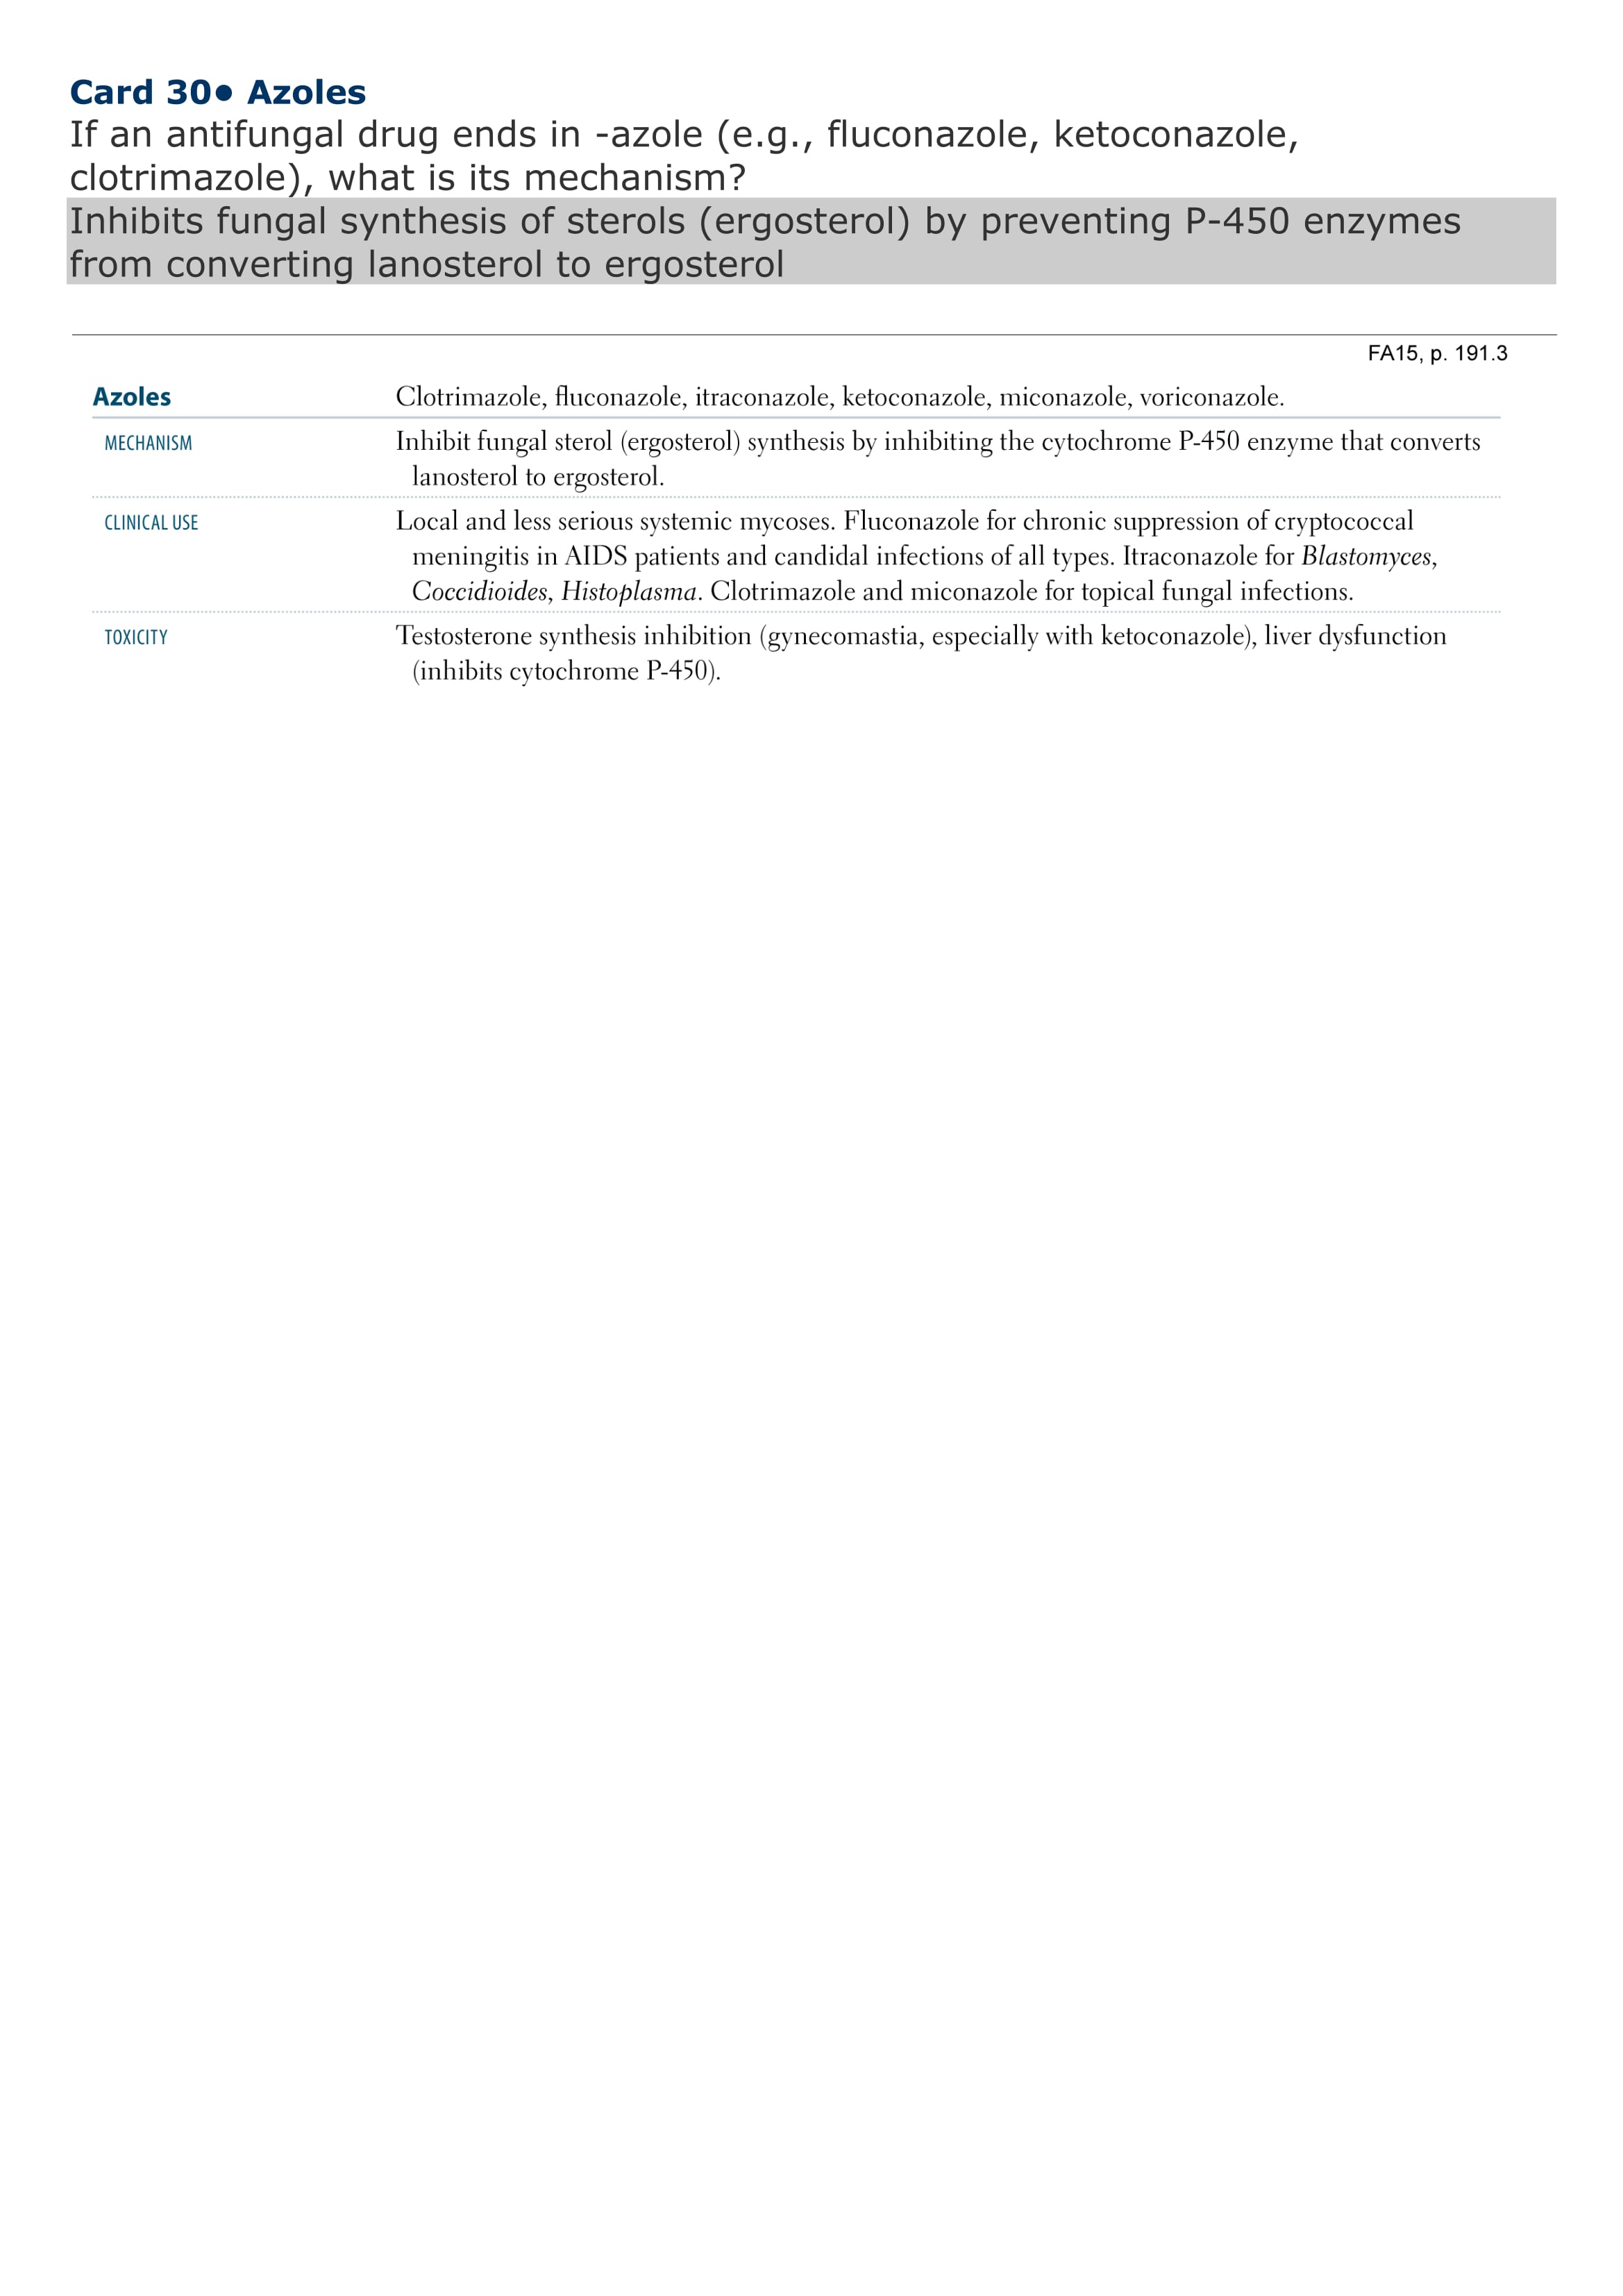 Card 30• Azoles
If an antifungal drug ends in -azole (e.g., fluconazole, ketoconazole,
clotrimazole), what is its mechanism?
Inhibits fungal synthesis of sterols (ergosterol) by preventing P-450 enzymes
from converting lanosterol to ergosterol
FA15, p. 191.3
Azoles Clotrimazole, fluconazole, itraconazole, ketoconazole, miconazole, voriconazole.
MECHANISM Inhibit fungal sterol (ergosterol) synthesis by inhibiting the cytochrome P-450 enzyme that converts
lanosterol to ergosterol.
CLINICAL USE Local and less serious systemic mycoses. Fluconazole for chronic suppression of cryptococcal
meningitis in AIDS patients and candidal infections of all types. Itraconazole for Blastomyces,
Coccidioides, Histoplasma. Clotrimazole and miconazole for topical fungal infections.
TOXICITY Testosterone synthesis inhibition (gynecomastia, especially with ketoconazole), liver dysfunction
(inhibits cytochrome P-450).